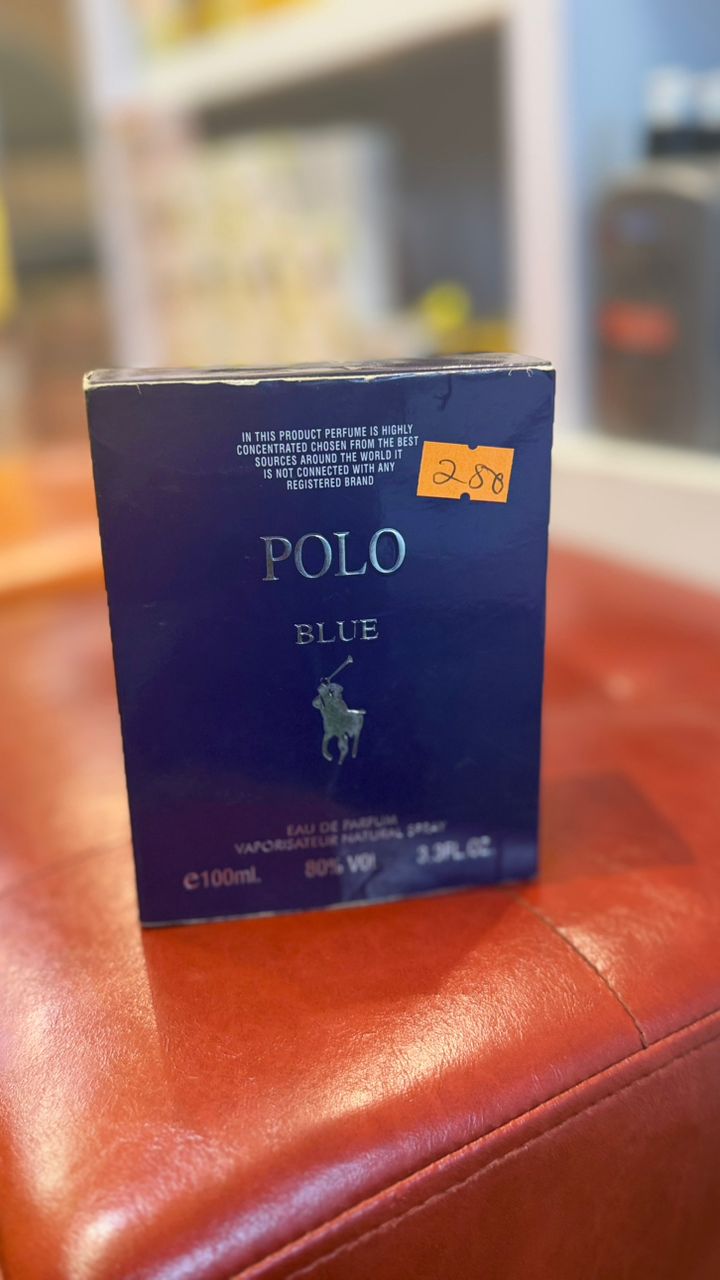 IN THIS PRODUCT PERFUME IS HIGHLY
CONCENTRATED CHOSEN FROM THE BEST
SOURCES AROUND THE WORLD IT
IS NOT CONNECTED WITH ANY
REGISTERED BRAND
280
POLO
BLUE
EAU DE PARFUM
VAPORISATEUR NATURAL SPRAY
e100ml. 80% VOl 3.3FL.OZ.